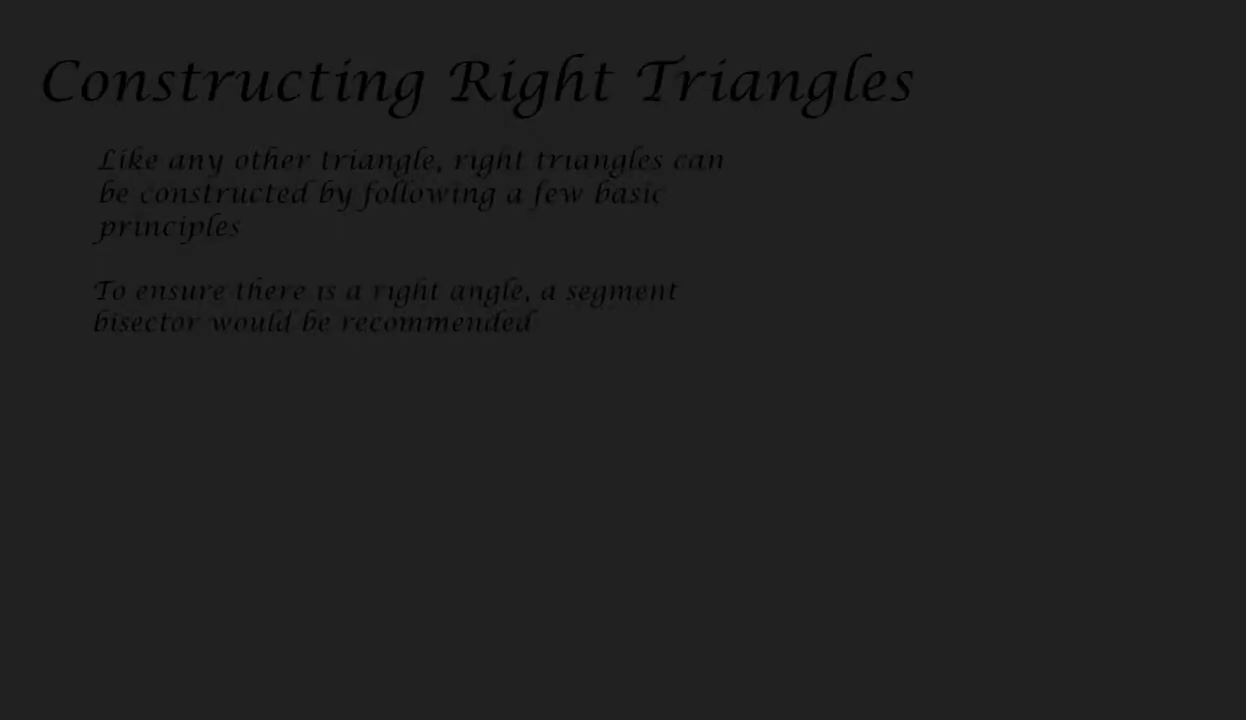 Constructing Right Triangles
Like any other triangle, right triangles can
be constructed by following a few basic
principles
To ensure there is a right angle, a segment
bisector would be recommended